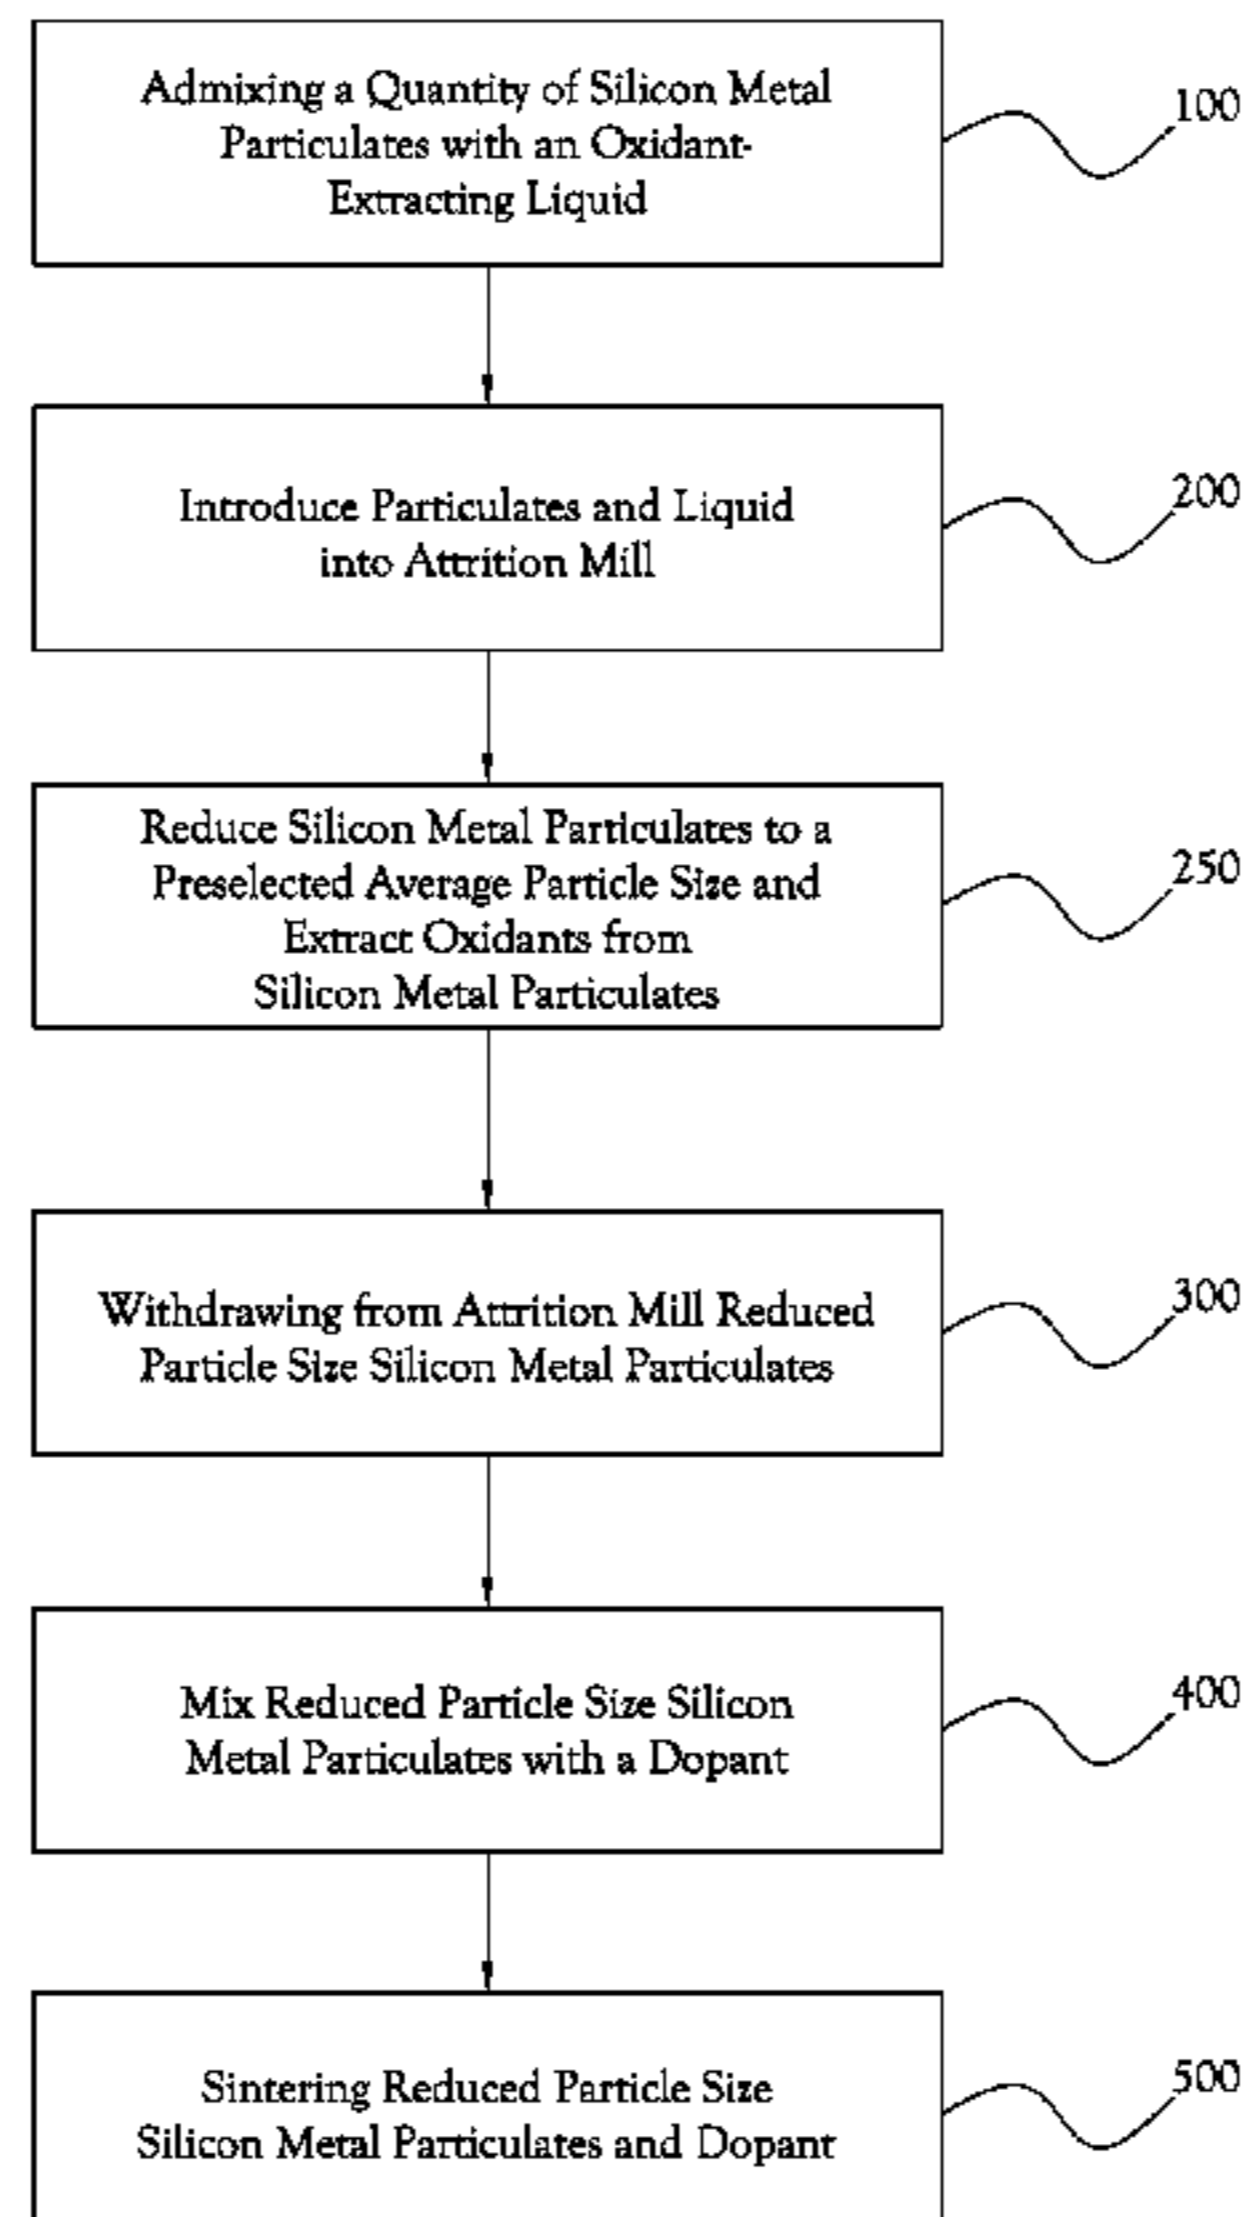 Admixing a Quantity of Silicon Metal
Particulates with an Oxidant-
Extracting Liquid
100
Introduce Particulates and Liquid
into Attrition Mill
200
Reduce Silicon Metal Particulates to a
Preselected Average Particle Size and
Extract Oxidants from
Silicon Metal Particulates
250
Withdrawing from Attrition Mill Reduced
Particle Size Silicon Metal Particulates
300
Mix Reduced Particle Size Silicon
Metal Particulates with a Dopant
400
Sintering Reduced Particle Size
Silicon Metal Particulates and Dopant
500